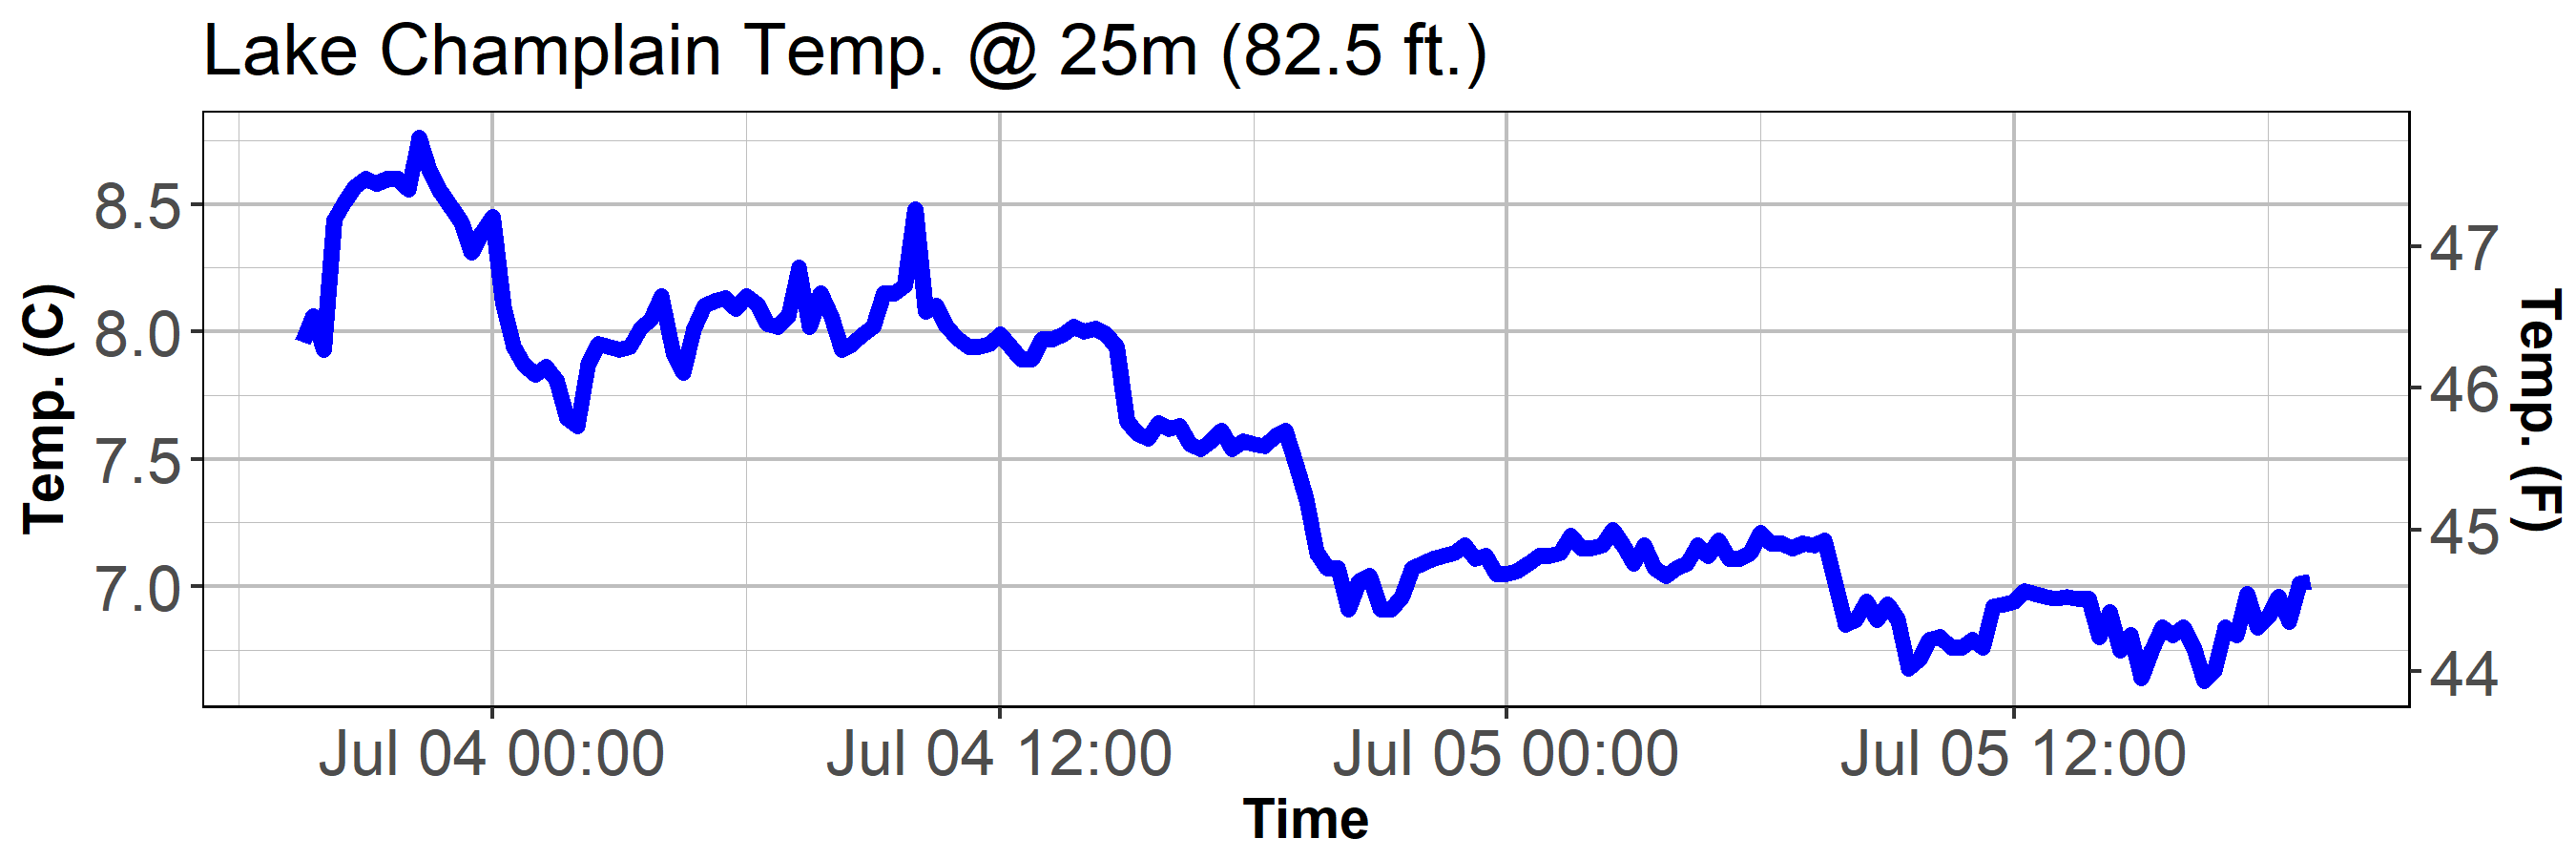 Lake Champlain Temp. @ 25m (82.5 ft.)
Temp. (C)
8.5
8.0
7.5
7.0
47
46
45
44
Temp. (F)
Jul 04 00:00
Jul 04 12:00
Jul 05 00:00
Jul 05 12:00
Time